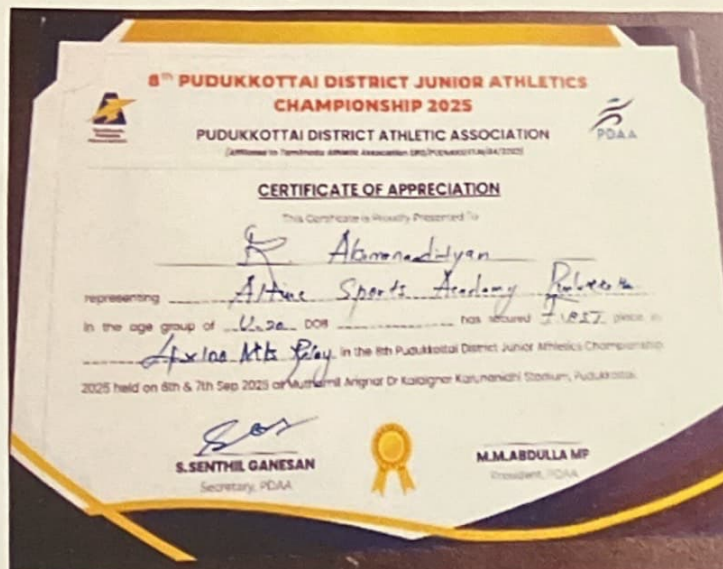 8TH PUDUKKOTTAI DISTRICT JUNIOR ATHLETICS
CHAMPIONSHIP 2025
PUDUKKOTTAI DISTRICT ATHLETIC ASSOCIATION
PDAA
CERTIFICATE OF APPRECIATION
This Certificate is Proudly Presented To
K.
representing Sports Academy
in the age group of U-20 DOB has secured FIRST place in
4x100 Mts Relay in the 8th Pudukkottai District Junior Athletics Championship
2025 held on 6th & 7th Sep 2025 at Muthamil Arignar Dr Kalaignar Karunanidhi Stadium, Pudukkottai.
S.SENTHIL GANESAN
Secretary, PDAA
M.M.ABDULLA MP
President, PDAA